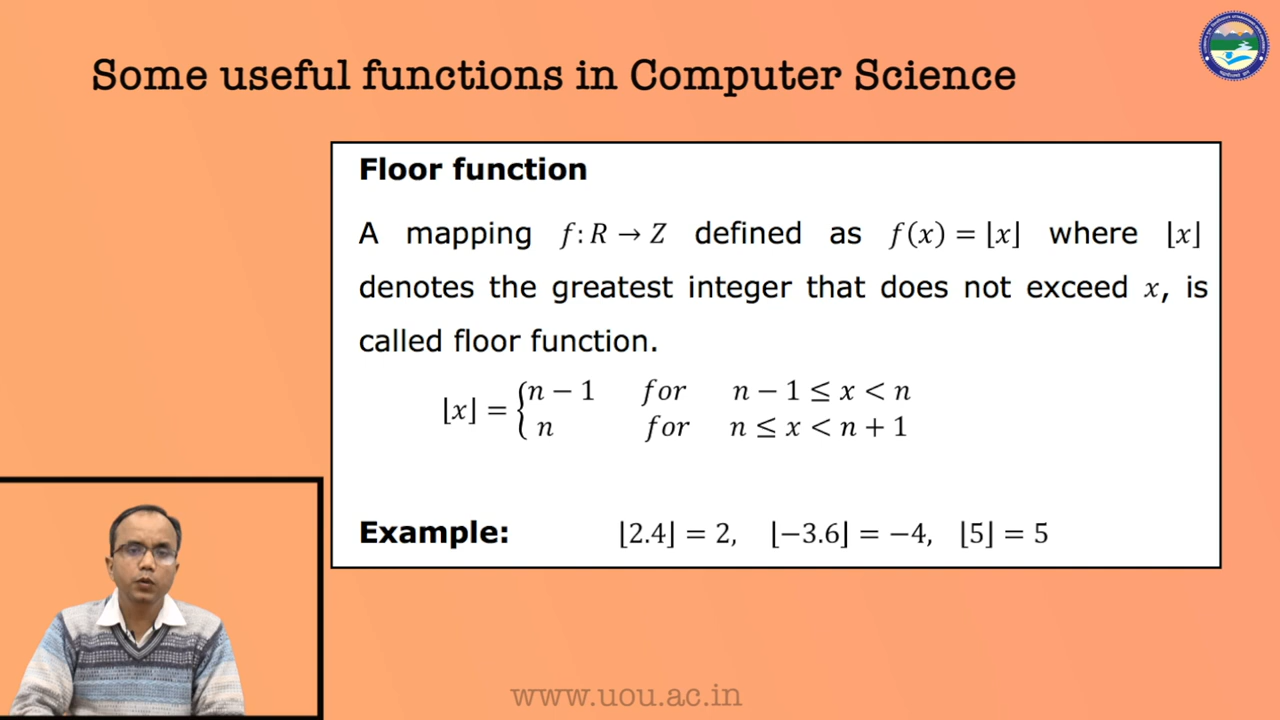 Some useful functions in Computer Science
Floor function
A mapping f: R → Z defined as f(x) = ⌊x⌋ where ⌊x⌋
denotes the greatest integer that does not exceed x, is
called floor function.
⌊x⌋ = { n − 1 for n − 1 ≤ x < n
n for n ≤ x < n + 1
Example: ⌊2.4⌋ = 2, ⌊−3.6⌋ = −4, ⌊5⌋ = 5
www.uou.ac.in